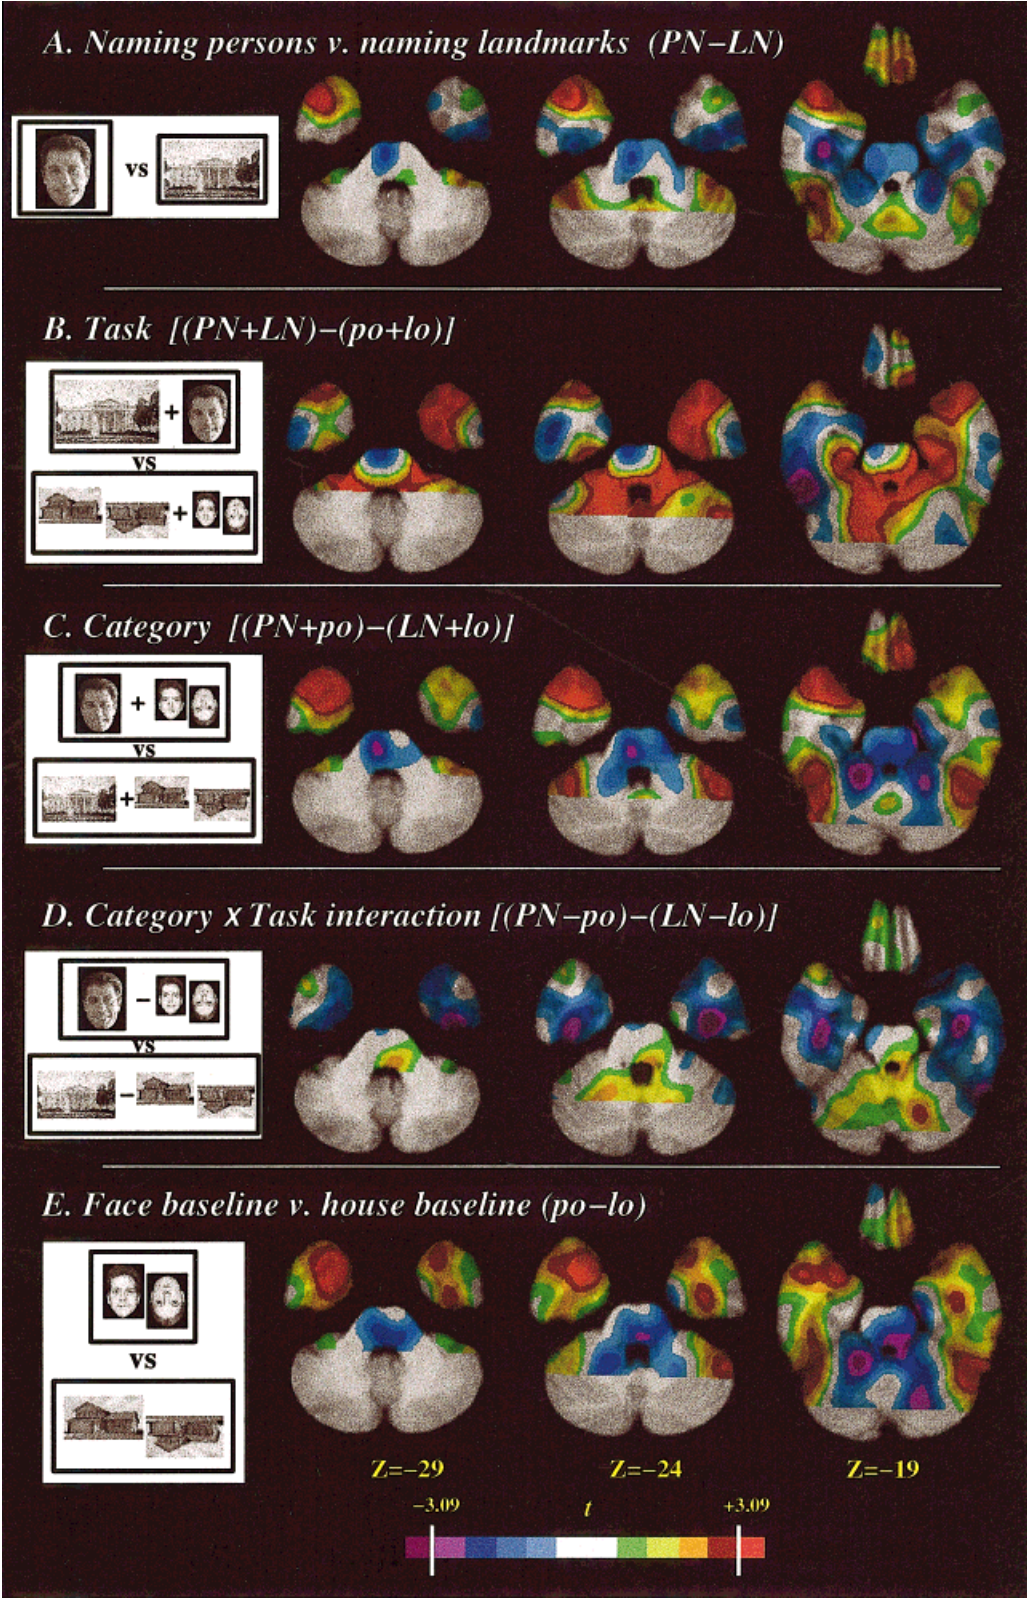 A. Naming persons v. naming landmarks (PN−LN)
vs
B. Task [(PN+LN)−(po+lo)]
+
vs
+
C. Category [(PN+po)−(LN+lo)]
+
vs
+
D. Category x Task interaction [(PN−po)−(LN−lo)]
−
vs
−
E. Face baseline v. house baseline (po−lo)
vs
Z=−29 Z=−24 Z=−19
−3.09 t +3.09